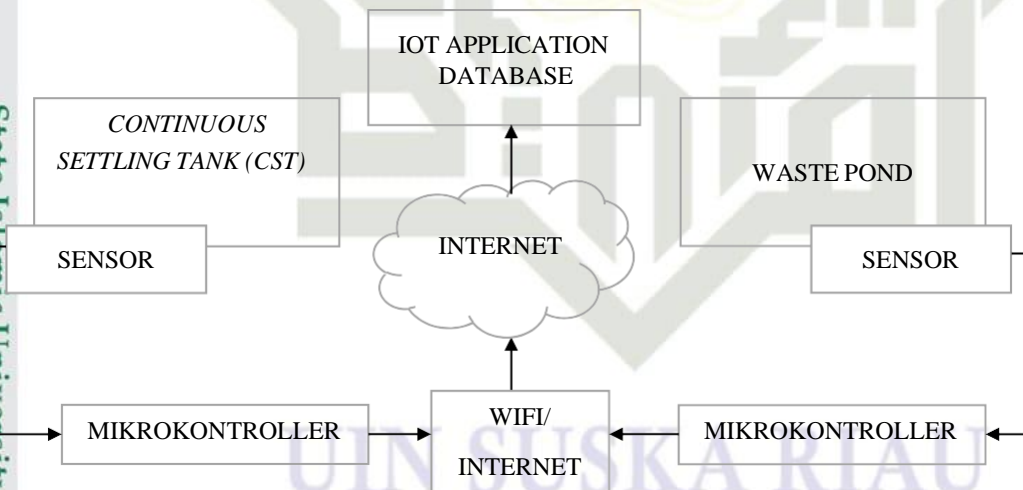 IOT APPLICATION
DATABASE
CONTINUOUS
SETTLING TANK (CST)
WASTE POND
INTERNET
SENSOR
SENSOR
MIKROKONTROLLER
WIFI/
INTERNET
MIKROKONTROLLER
UIN SUSKA RIAU